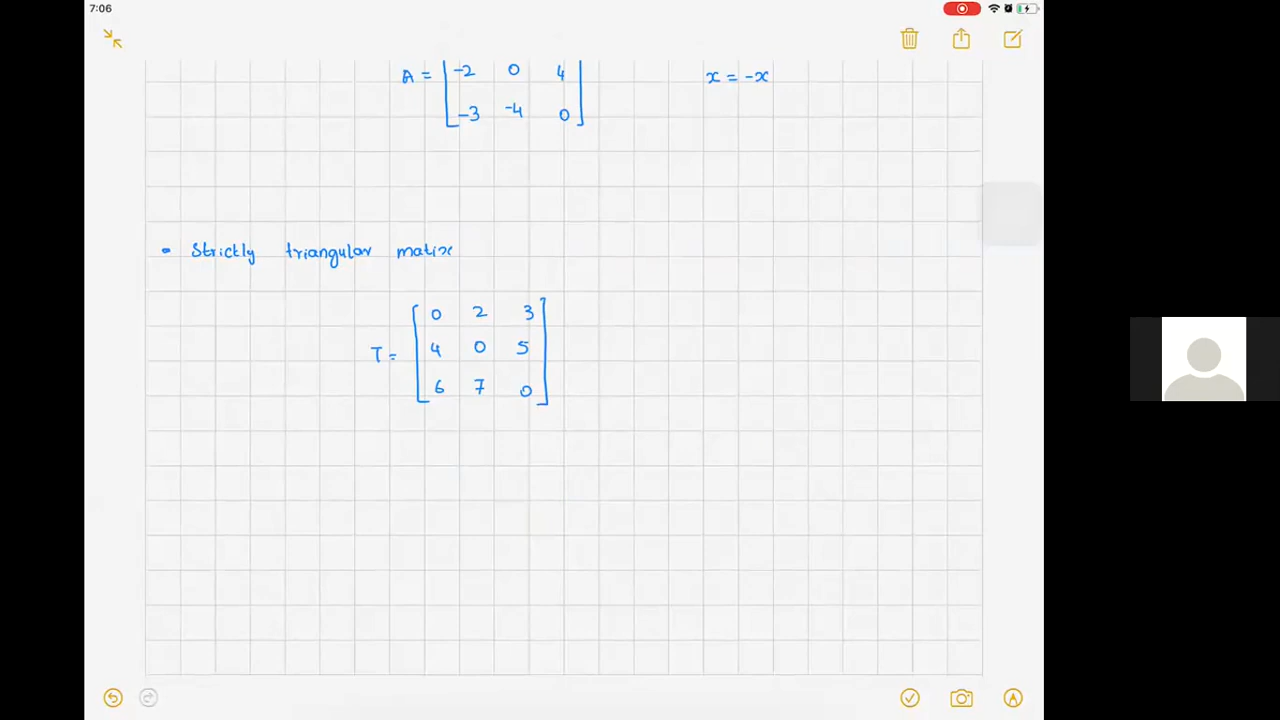 7:06
A = -2 0 4 x = -x
-3 -4 0
• Strictly triangular matix
0 2 3
T = 4 0 5
6 7 0